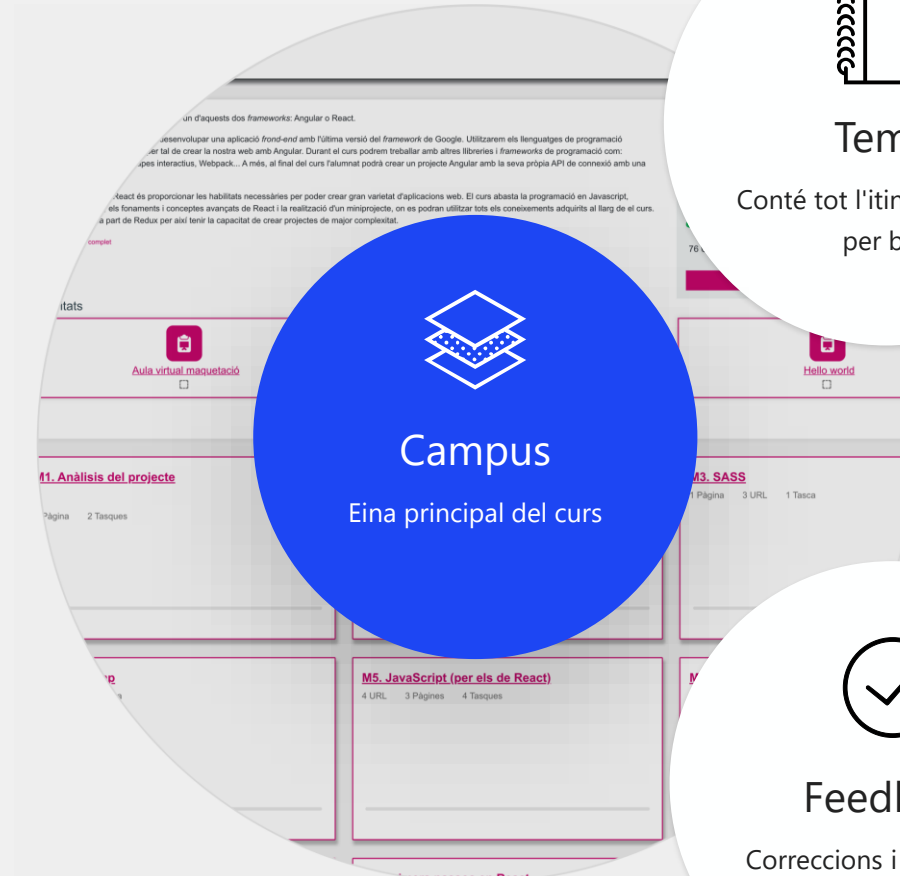 un d'aquests dos frameworks: Angular o React.
desenvolupar una aplicació frond-end amb l'última versió del framework de Google. Utilitzarem els llenguatges de programació
per tal de crear la nostra web amb Angular. Durant el curs podrem treballar amb altres llibreries i frameworks de programació com:
interactius, Webpack... A més, al final del curs l'alumnat podrà crear un projecte Angular amb la seva pròpia API de connexió amb una
React és proporcionar les habilitats necessàries per poder crear gran varietat d'aplicacions web. El curs abasta la programació en Javascript,
els fonaments i conceptes avançats de React i la realització d'un miniprojecte, on es podran utilitzar tots els coneixements adquirits al llarg de el curs.
a part de Redux per així tenir la capacitat de crear projectes de major complexitat.
complet
76
Conté tot l'itin
per b
Tem
itats
Aula virtual maquetació
Hello world
Campus
Eina principal del curs
M1. Anàlisis del projecte
Pàgina 2 Tasques
M3. SASS
1 Pàgina 3 URL 1 Tasca
M5. JavaScript (per els de React)
4 URL 3 Pàgines 4 Tasques
M
Feed
Correccions i